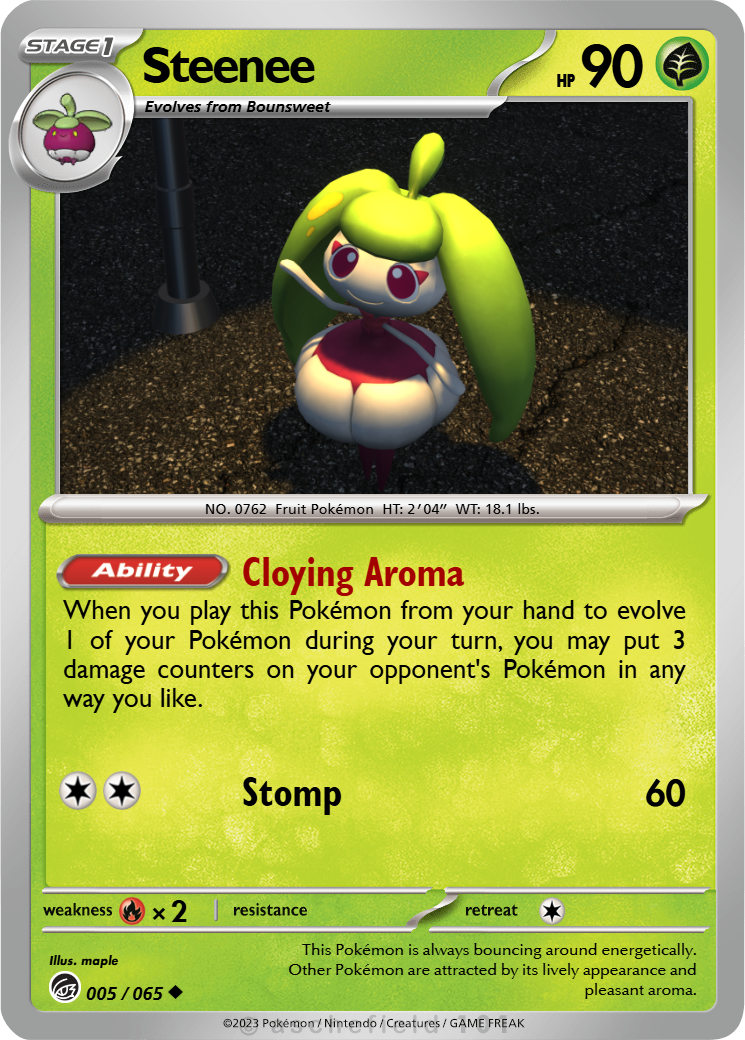 STAGE 1
Steenee
HP 90
Evolves from Bounsweet
NO. 0762 Fruit Pokémon HT: 2′04″ WT: 18.1 lbs.
Ability Cloying Aroma
When you play this Pokémon from your hand to evolve
1 of your Pokémon during your turn, you may put 3
damage counters on your opponent's Pokémon in any
way you like.
Stomp 60
weakness × 2 resistance retreat
Illus. maple
This Pokémon is always bouncing around energetically.
Other Pokémon are attracted by its lively appearance and
pleasant aroma.
005 / 065
©2023 Pokémon / Nintendo / Creatures / GAME FREAK